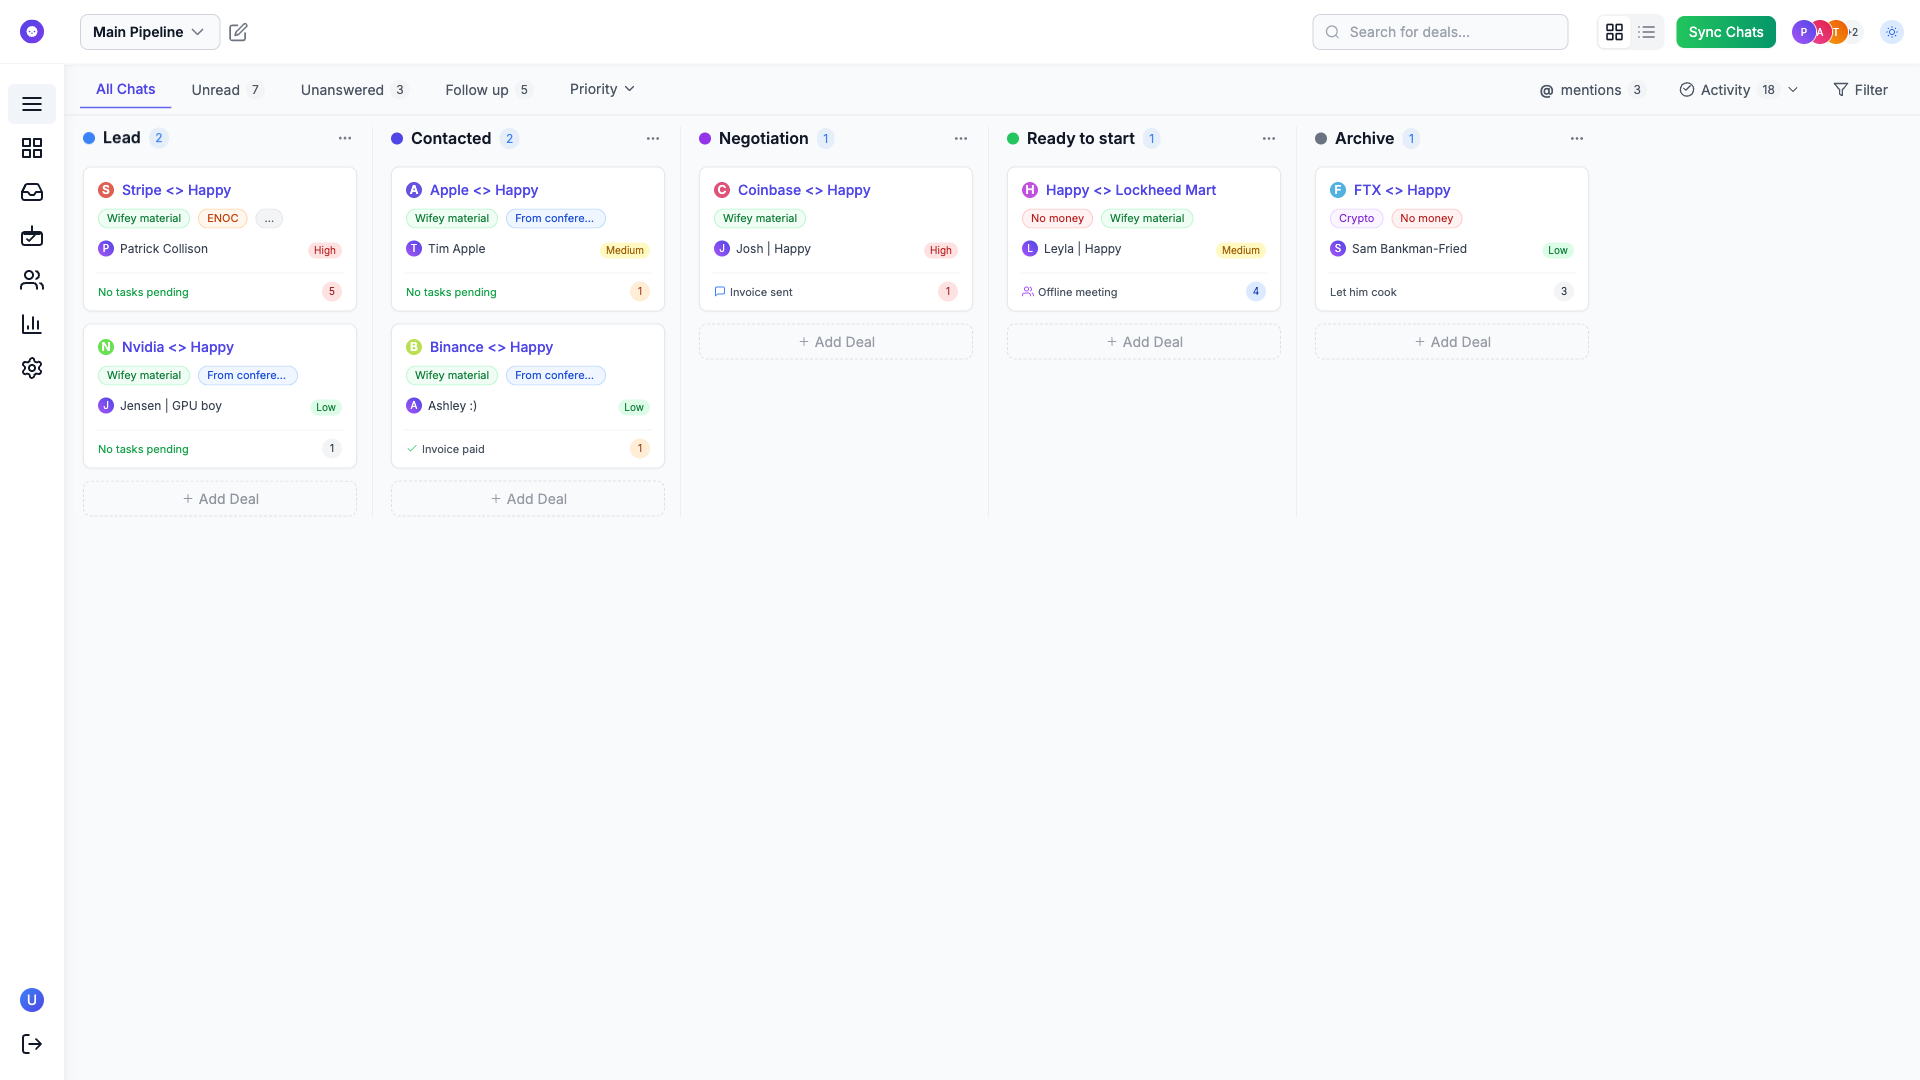 Main Pipeline
Search for deals...
Sync Chats
P A T +2
All Chats
Unread 7
Unanswered 3
Follow up 5
Priority
@ mentions 3
Activity 18
Filter
Lead 2 ...
S Stripe <> Happy
Wifey material ENOC ...
P Patrick Collison High
No tasks pending 5
N Nvidia <> Happy
Wifey material From confere...
J Jensen | GPU boy Low
No tasks pending 1
+ Add Deal
Contacted 2 ...
A Apple <> Happy
Wifey material From confere...
T Tim Apple Medium
No tasks pending 1
B Binance <> Happy
Wifey material From confere...
A Ashley :) Low
Invoice paid 1
+ Add Deal
Negotiation 1 ...
C Coinbase <> Happy
Wifey material
J Josh | Happy High
Invoice sent 1
+ Add Deal
Ready to start 1 ...
H Happy <> Lockheed Mart
No money Wifey material
L Leyla | Happy Medium
Offline meeting 4
+ Add Deal
Archive 1 ...
F FTX <> Happy
Crypto No money
S Sam Bankman-Fried Low
Let him cook 3
+ Add Deal
U